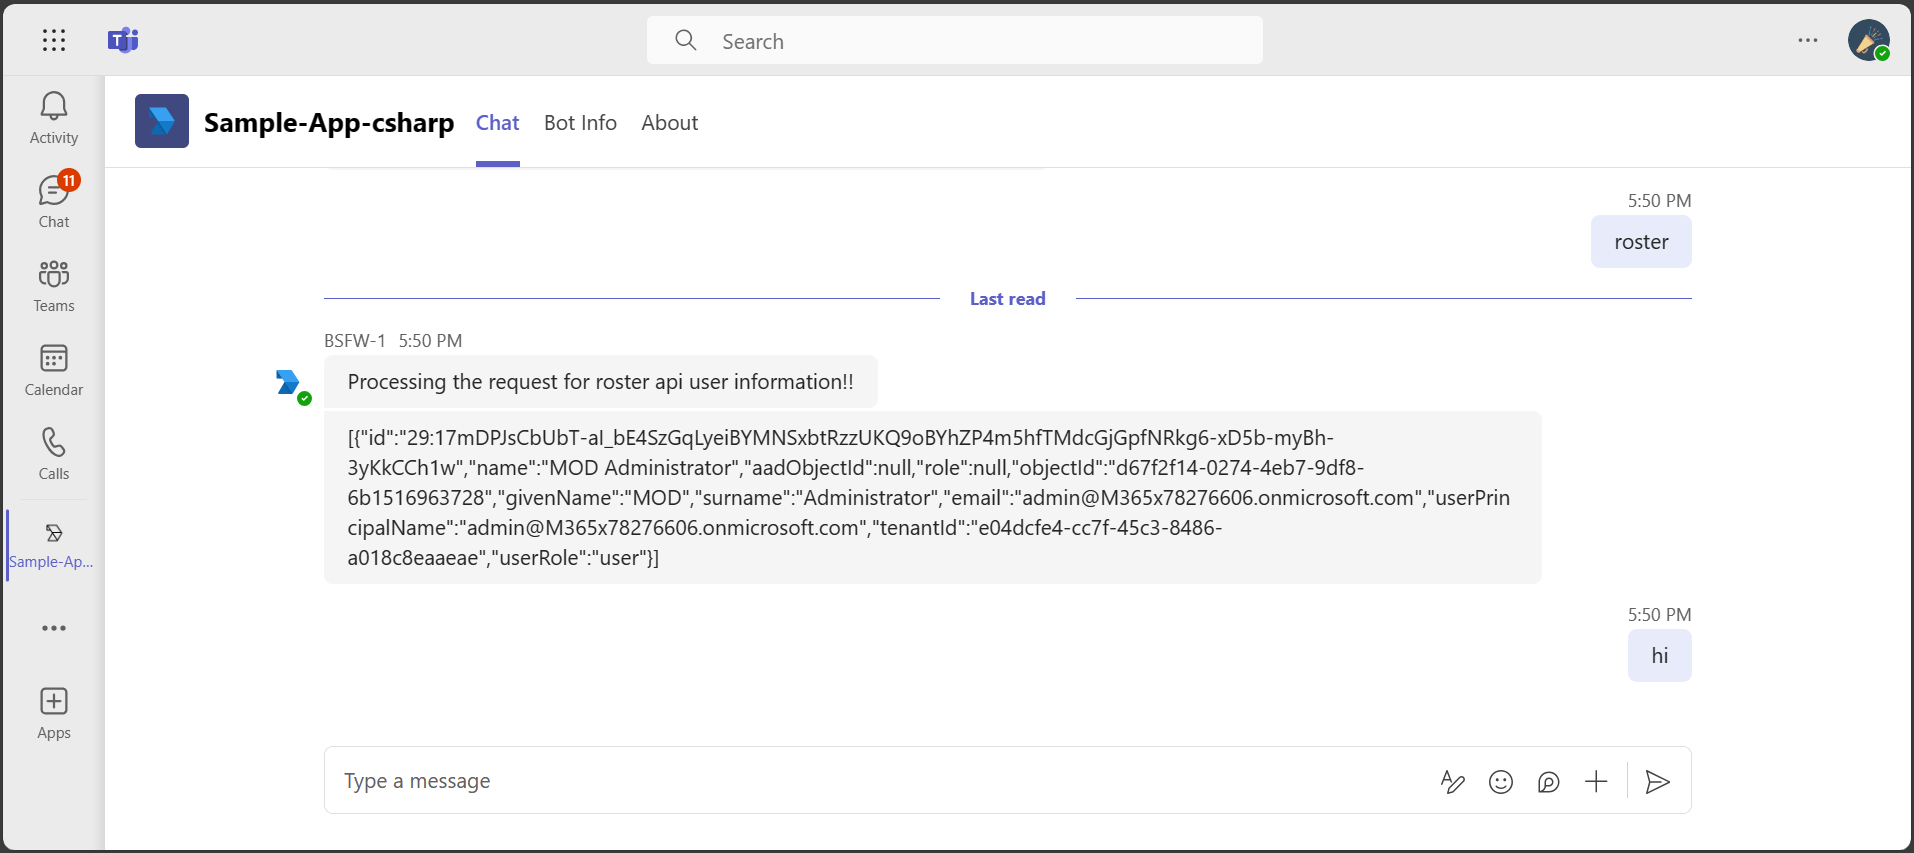 Search
Activity
11
Chat
Teams
Calendar
Calls
Sample-Ap...
Apps
Sample-App-csharp
Chat
Bot Info
About
5:50 PM
roster
Last read
BSFW-1 5:50 PM
Processing the request for roster api user information!!
[{"id":"29:17mDPJsCbUbT-aI_bE4SzGqLyeiBYMNSxbtRzzUKQ9oBYhZP4m5hfTMdcGjGpfNRkg6-xD5b-myBh-
3yKkCCh1w","name":"MOD Administrator","aadObjectId":null,"role":null,"objectId":"d67f2f14-0274-4eb7-9df8-
6b1516963728","givenName":"MOD","surname":"Administrator","email":"admin@M365x78276606.onmicrosoft.com","userPrin
cipalName":"admin@M365x78276606.onmicrosoft.com","tenantId":"e04dcfe4-cc7f-45c3-8486-
a018c8eaaeae","userRole":"user"}]
5:50 PM
hi
Type a message